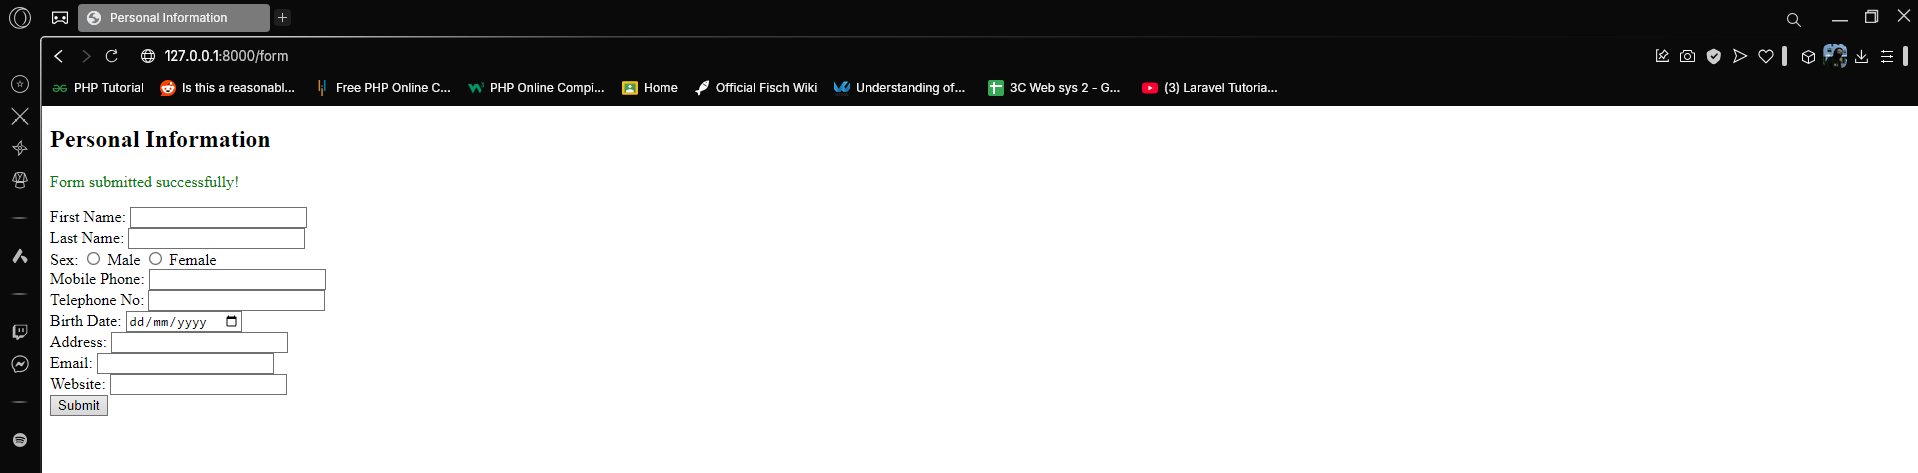 Personal Information
127.0.0.1:8000/form
PHP Tutorial Is this a reasonabl... Free PHP Online C... PHP Online Compi... Home Official Fisch Wiki Understanding of... 3C Web sys 2 - G... (3) Laravel Tutoria...
Personal Information
Form submitted successfully!
First Name:
Last Name:
Sex: Male Female
Mobile Phone:
Telephone No:
Birth Date: dd/mm/yyyy
Address:
Email:
Website:
Submit